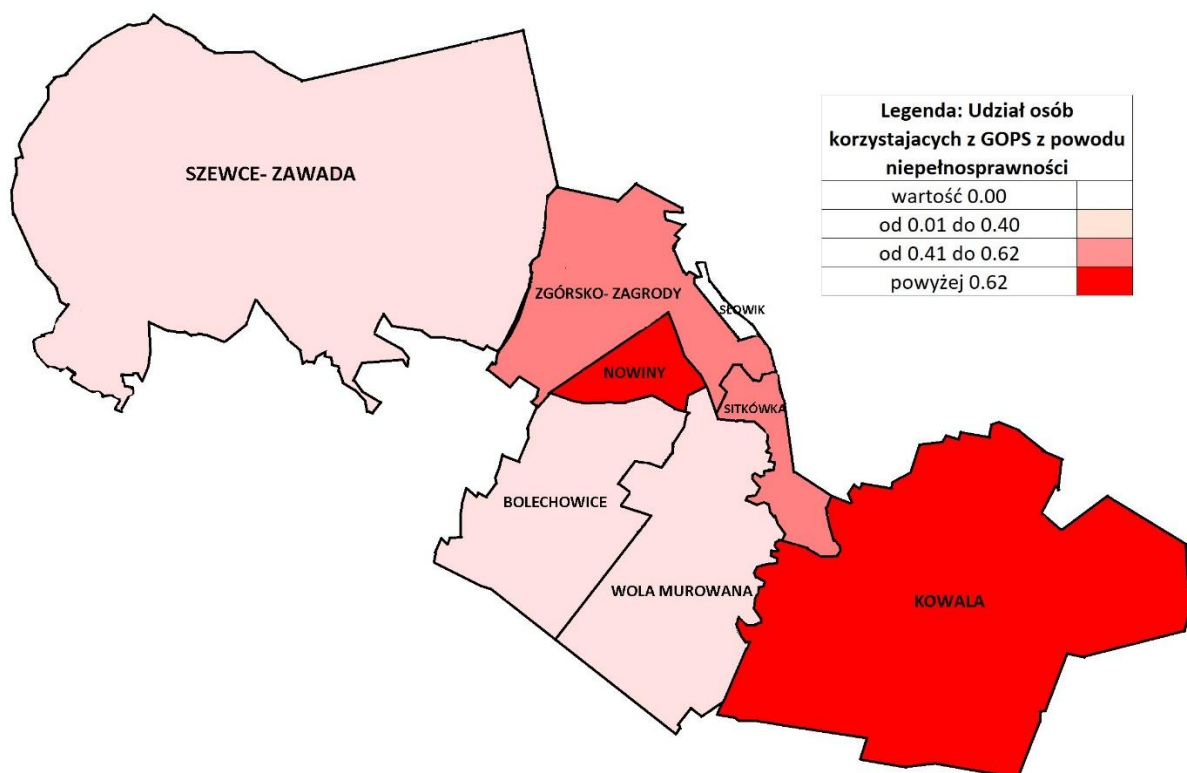 SZEWCE- ZAWADA
Legenda: Udział osób
korzystajacych z GOPS z powodu
niepełnosprawności
wartość 0.00
od 0.01 do 0.40
od 0.41 do 0.62
powyżej 0.62
ZGÓRSKO- ZAGRODY
SŁOWIK
NOWINY
SITKÓWKA
BOLECHOWICE
WOLA MUROWANA
KOWALA